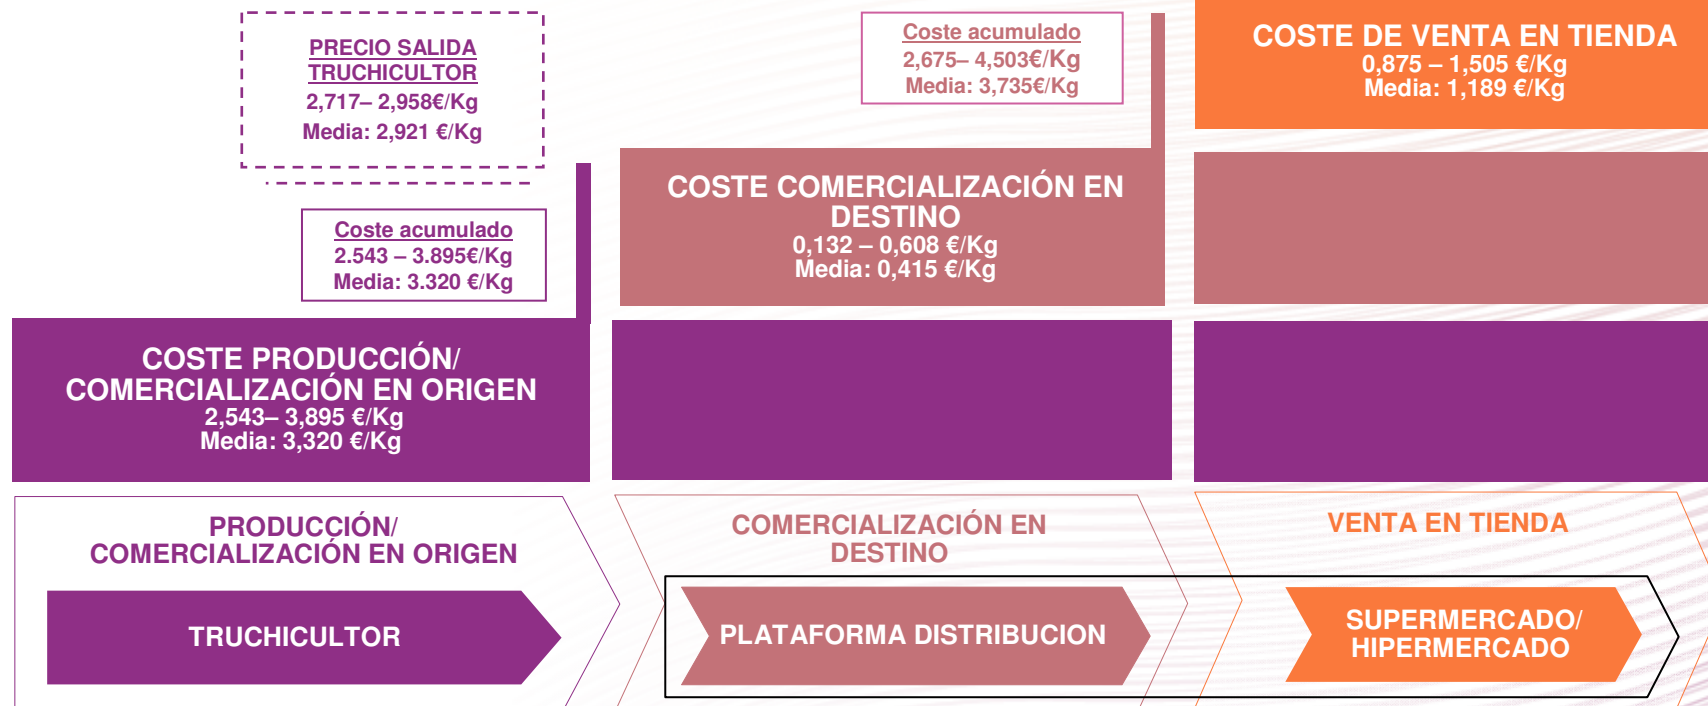 PRECIO SALIDA
TRUCHICULTOR
2,717– 2,958€/Kg
Media: 2,921 €/Kg
Coste acumulado
2.543 – 3.895€/Kg
Media: 3.320 €/Kg
COSTE PRODUCCIÓN/
COMERCIALIZACIÓN EN ORIGEN
2,543– 3,895 €/Kg
Media: 3,320 €/Kg
Coste acumulado
2,675– 4,503€/Kg
Media: 3,735€/Kg
COSTE COMERCIALIZACIÓN EN
DESTINO
0,132 – 0,608 €/Kg
Media: 0,415 €/Kg
COSTE DE VENTA EN TIENDA
0,875 – 1,505 €/Kg
Media: 1,189 €/Kg
PRODUCCIÓN/
COMERCIALIZACIÓN EN ORIGEN
TRUCHICULTOR
COMERCIALIZACIÓN EN
DESTINO
PLATAFORMA DISTRIBUCION
VENTA EN TIENDA
SUPERMERCADO/
HIPERMERCADO